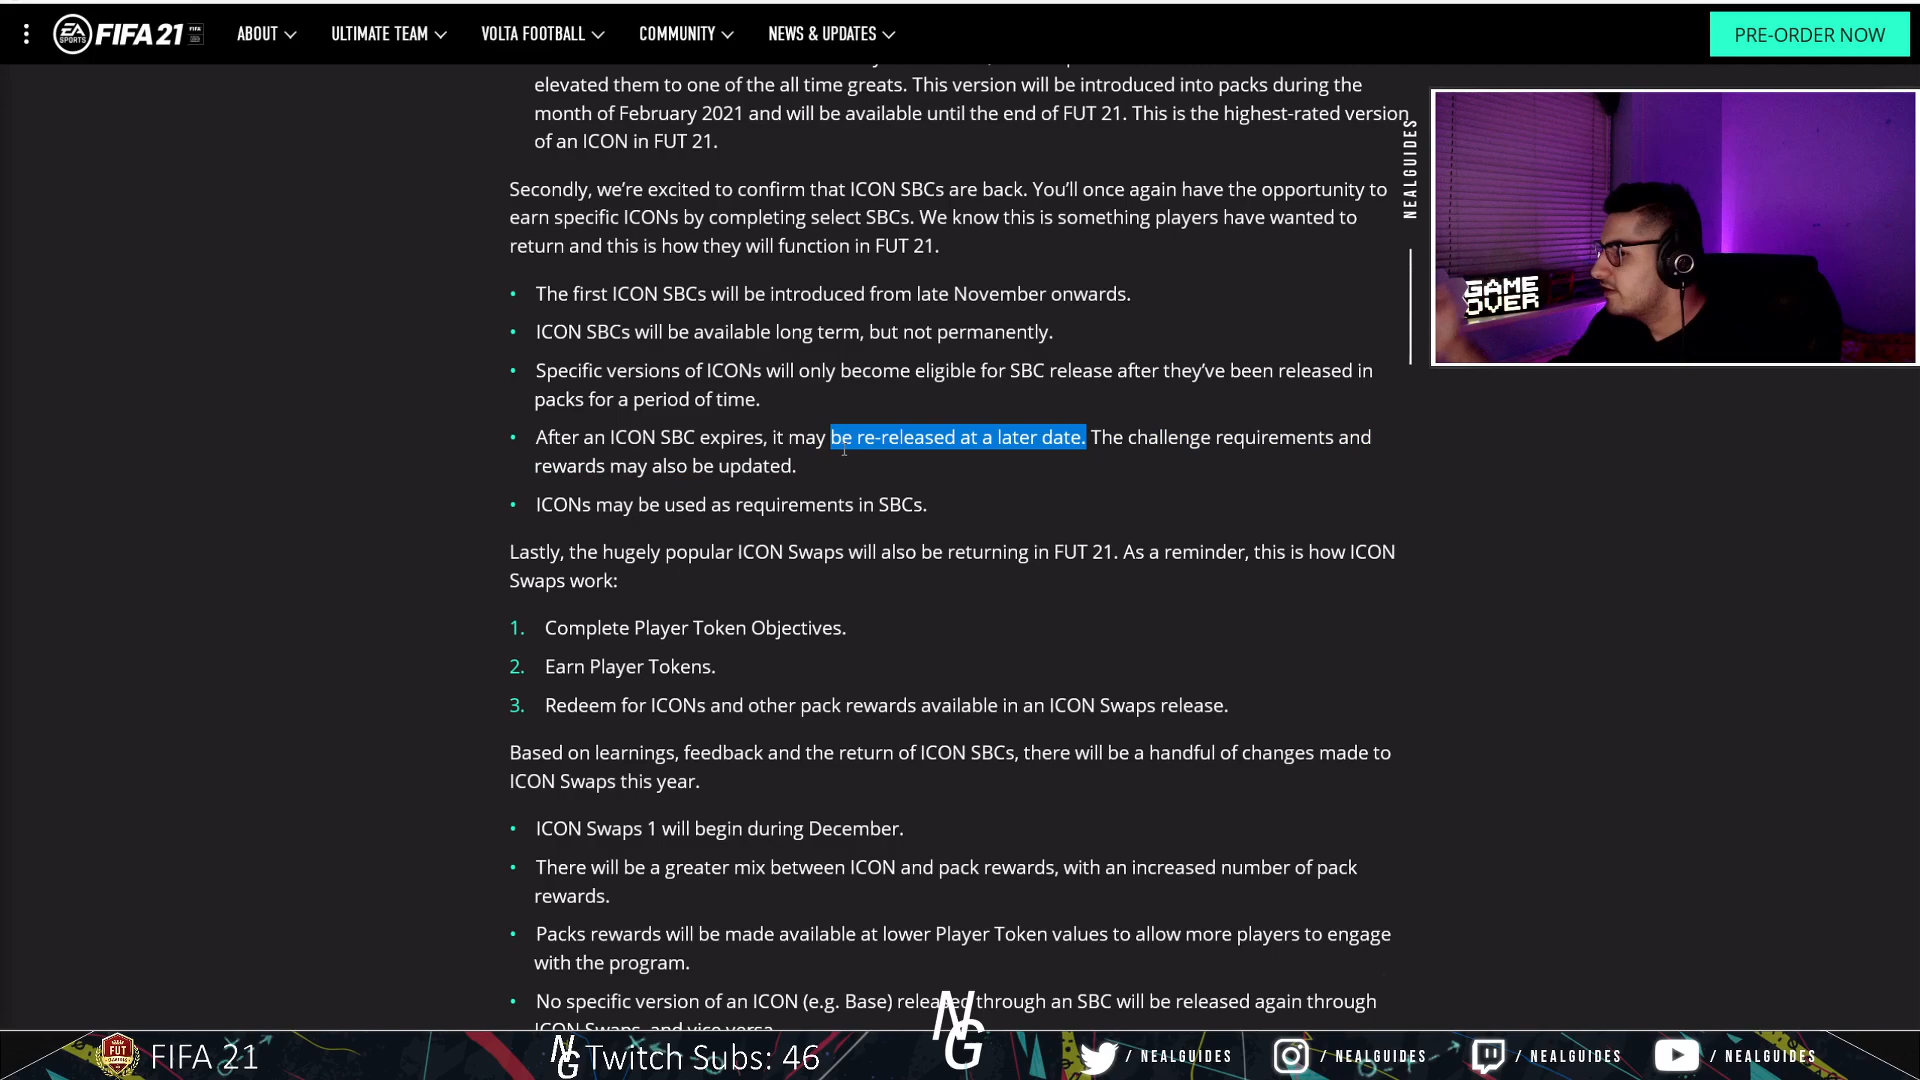 EA SPORTS FIFA 21 ABOUT ULTIMATE TEAM VOLTA FOOTBALL COMMUNITY NEWS & UPDATES PRE-ORDER NOW
elevated them to one of the all time greats. This version will be introduced into packs during the
month of February 2021 and will be available until the end of FUT 21. This is the highest-rated version
of an ICON in FUT 21.
Secondly, we're excited to confirm that ICON SBCs are back. You'll once again have the opportunity to
earn specific ICONs by completing select SBCs. We know this is something players have wanted to
return and this is how they will function in FUT 21.
• The first ICON SBCs will be introduced from late November onwards.
• ICON SBCs will be available long term, but not permanently.
• Specific versions of ICONs will only become eligible for SBC release after they've been released in
packs for a period of time.
• After an ICON SBC expires, it may be re-released at a later date. The challenge requirements and
rewards may also be updated.
• ICONs may be used as requirements in SBCs.
Lastly, the hugely popular ICON Swaps will also be returning in FUT 21. As a reminder, this is how ICON
Swaps work:
1. Complete Player Token Objectives.
2. Earn Player Tokens.
3. Redeem for ICONs and other pack rewards available in an ICON Swaps release.
Based on learnings, feedback and the return of ICON SBCs, there will be a handful of changes made to
ICON Swaps this year.
• ICON Swaps 1 will begin during December.
• There will be a greater mix between ICON and pack rewards, with an increased number of pack
rewards.
• Packs rewards will be made available at lower Player Token values to allow more players to engage
with the program.
• No specific version of an ICON (e.g. Base) released through an SBC will be released again through
ICON Swaps, and vice versa
NEALGUIDES
GAME
OVER
NG
FUT
FIFA 21
NG Twitch Subs: 46
/ NEALGUIDES
/ NEALGUIDES
/ NEALGUIDES
/ NEALGUIDES